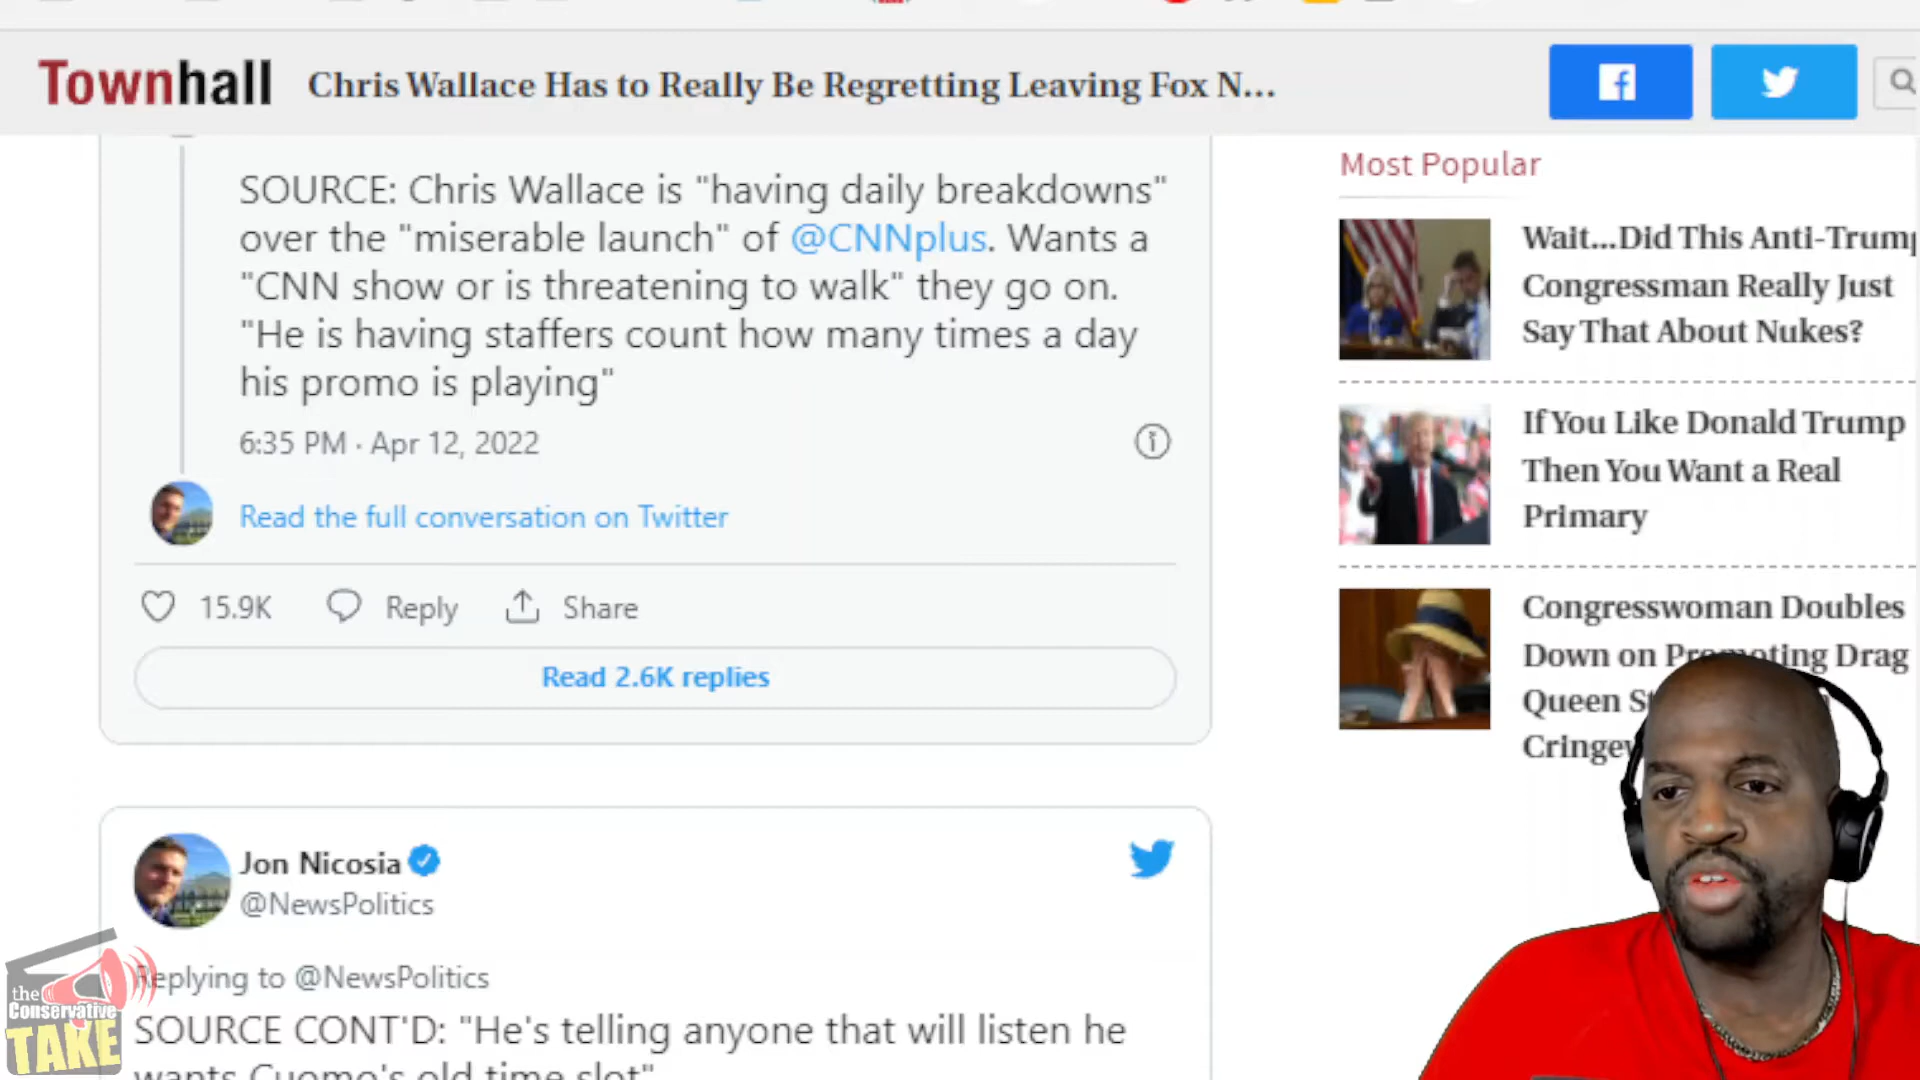 Townhall
Chris Wallace Has to Really Be Regretting Leaving Fox N...
SOURCE: Chris Wallace is "having daily breakdowns"
over the "miserable launch" of @CNNplus. Wants a
"CNN show or is threatening to walk" they go on.
"He is having staffers count how many times a day
his promo is playing"
6:35 PM · Apr 12, 2022
Read the full conversation on Twitter
15.9K Reply Share
Read 2.6K replies
Jon Nicosia
@NewsPolitics
Replying to @NewsPolitics
SOURCE CONT'D: "He's telling anyone that will listen he
wants Cuomo's old time slot"
Most Popular
Wait...Did This Anti-Trump
Congressman Really Just
Say That About Nukes?
If You Like Donald Trump
Then You Want a Real
Primary
Congresswoman Doubles
Down on Promoting Drag
Queen
the
Conservative
TAKE